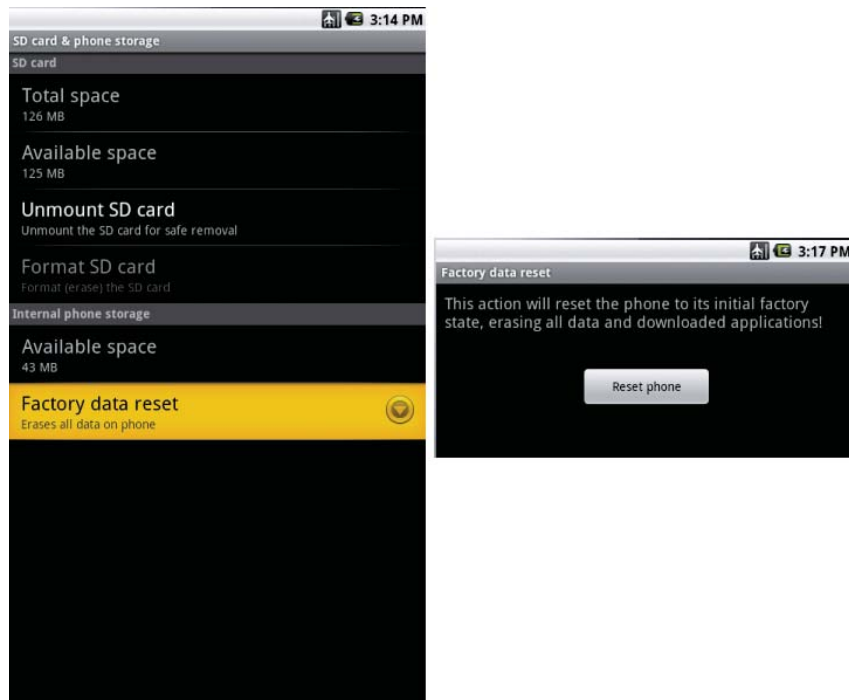 3:14 PM
SD card & phone storage
SD card
Total space
126 MB
Available space
125 MB
Unmount SD card
Unmount the SD card for safe removal
Format SD card
Format (erase) the SD card
Internal phone storage
Available space
43 MB
Factory data reset
Erases all data on phone
3:17 PM
Factory data reset
This action will reset the phone to its initial factory
state, erasing all data and downloaded applications!
Reset phone